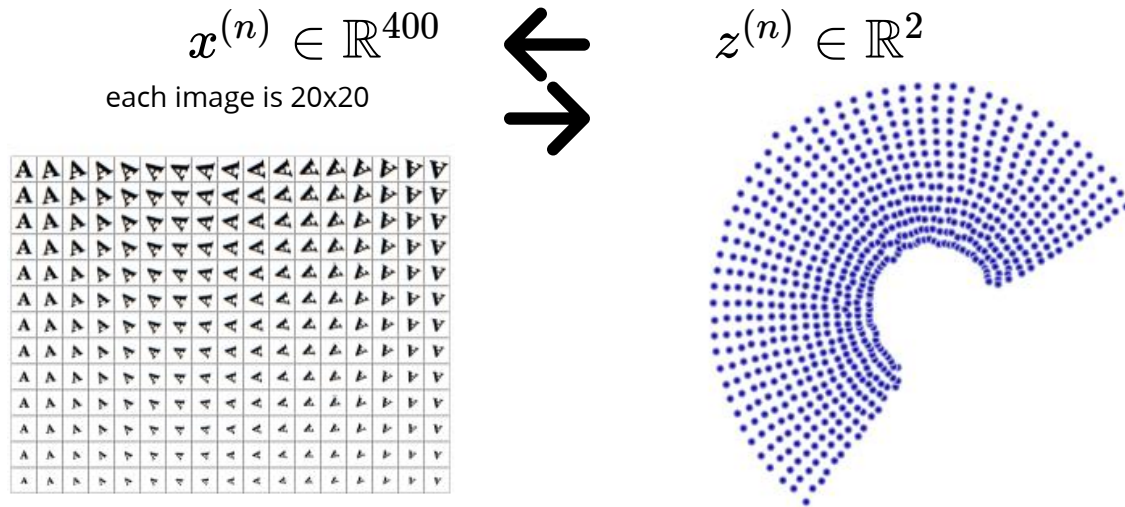 x^{(n)} ∈ ℝ^{400}
z^{(n)} ∈ ℝ^2
each image is 20x20